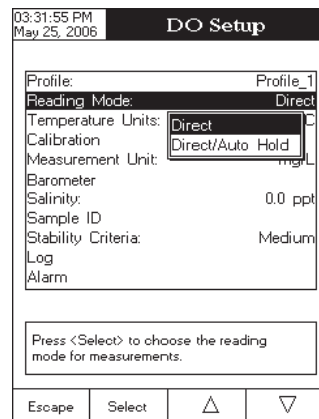 03:31:55 PM
May 25, 2006
DO Setup
Profile: Profile_1
Reading Mode: Direct
Temperature Units: C
Direct
Direct/Auto Hold
Calibration
Measurement Unit: mg/L
Barometer
Salinity: 0.0 ppt
Sample ID
Stability Criteria: Medium
Log
Alarm
Press <Select> to choose the reading
mode for measurements.
Escape Select △ ▽